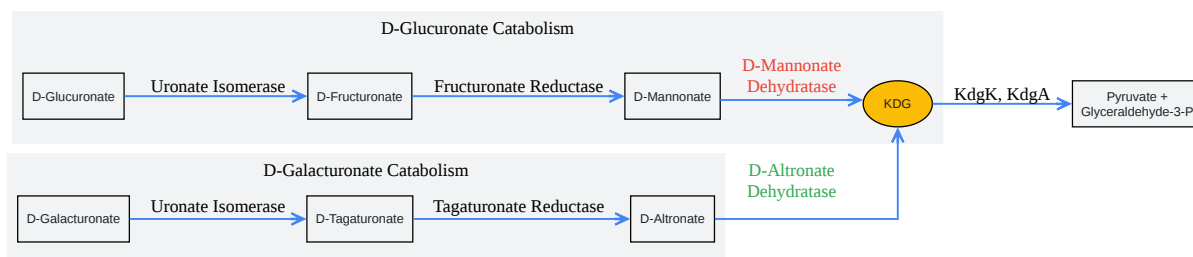 D-Glucuronate Catabolism
D-Glucuronate
Uronate Isomerase
D-Fructuronate
Fructuronate Reductase
D-Mannonate
D-Mannonate
Dehydratase
KDG
KdgK, KdgA
Pyruvate +
Glyceraldehyde-3-P
D-Galacturonate Catabolism
D-Galacturonate
Uronate Isomerase
D-Tagaturonate
Tagaturonate Reductase
D-Altronate
D-Altronate
Dehydratase